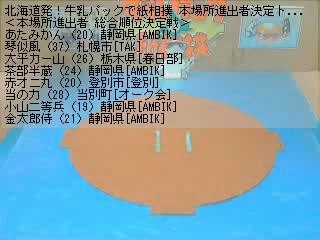 北海道発！牛乳パックで紙相撲 本場所進出者決定ト...
＜本場所進出者 総合順位決定戦＞
あたみかん（20）静岡県[AMBIK]
琴似風（37）札幌市[TAK]
太平カー山（26）栃木県[春日部]
茶部半蔵（24）静岡県[AMBIK]
赤オニ丸（20）登別市[登別]
当の力（28）当別町[オーク会]
小山二等兵（19）静岡県[AMBIK]
金太郎侍（21）静岡県[AMBIK]